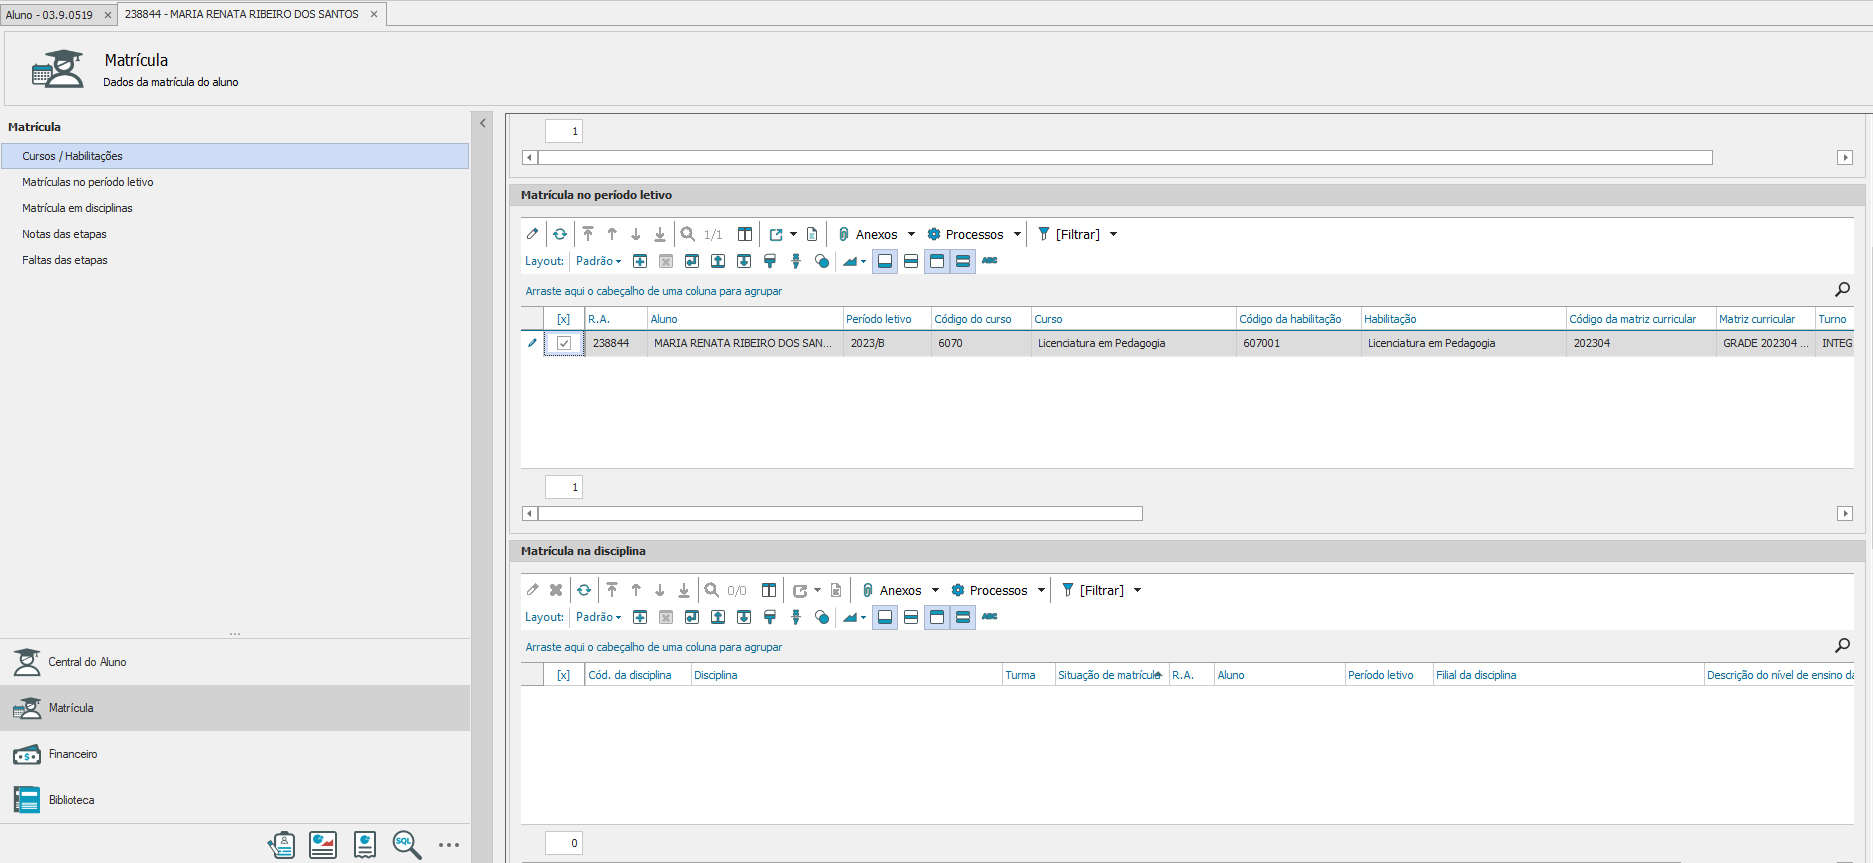 Aluno - 03.9.0519 × 238844 - MARIA RENATA RIBEIRO DOS SANTOS ×
Matrícula
Dados da matrícula do aluno
Matrícula
Cursos / Habilitações
Matrículas no período letivo
Matrícula em disciplinas
Notas das etapas
Faltas das etapas
Central do Aluno
Matrícula
Financeiro
Biblioteca
SQL
1
Matrícula no período letivo
1/1 Anexos Processos [Filtrar]
Layout: Padrão ABC
Arraste aqui o cabeçalho de uma coluna para agrupar
[x] R.A. Aluno Período letivo Código do curso Curso Código da habilitação Habilitação Código da matriz curricular Matriz curricular Turno
238844 MARIA RENATA RIBEIRO DOS SAN... 2023/B 6070 Licenciatura em Pedagogia 607001 Licenciatura em Pedagogia 202304 GRADE 202304 ... INTEG
1
Matrícula na disciplina
0/0 Anexos Processos [Filtrar]
Layout: Padrão ABC
Arraste aqui o cabeçalho de uma coluna para agrupar
[x] Cód. da disciplina Disciplina Turma Situação de matrícula R.A. Aluno Período letivo Filial da disciplina Descrição do nível de ensino da
0